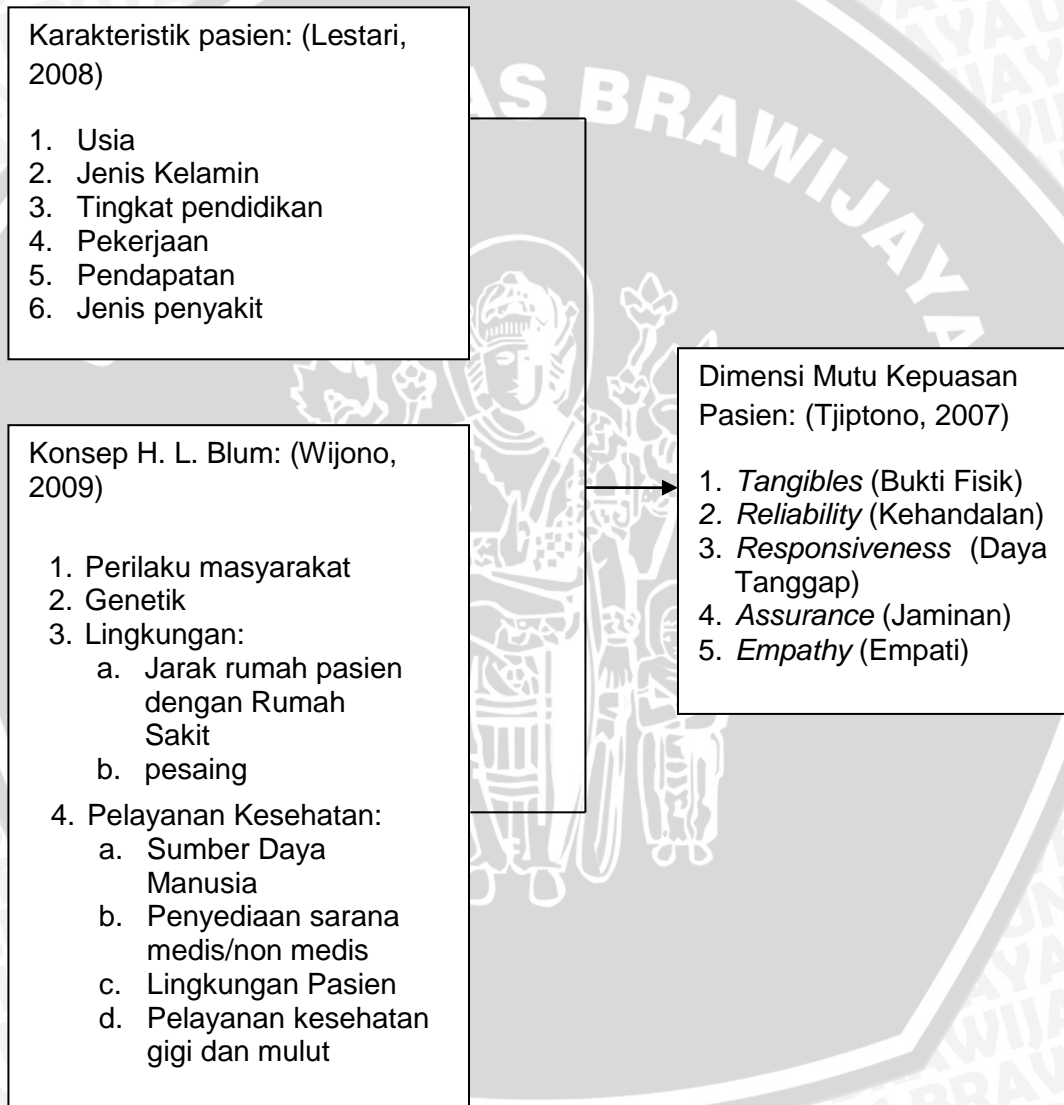 Karakteristik pasien: (Lestari,
2008)
1. Usia
2. Jenis Kelamin
3. Tingkat pendidikan
4. Pekerjaan
5. Pendapatan
6. Jenis penyakit
Konsep H. L. Blum: (Wijono,
2009)
1. Perilaku masyarakat
2. Genetik
3. Lingkungan:
a. Jarak rumah pasien
dengan Rumah
Sakit
b. pesaing
4. Pelayanan Kesehatan:
a. Sumber Daya
Manusia
b. Penyediaan sarana
medis/non medis
c. Lingkungan Pasien
d. Pelayanan kesehatan
gigi dan mulut
Dimensi Mutu Kepuasan
Pasien: (Tjiptono, 2007)
1. Tangibles (Bukti Fisik)
2. Reliability (Kehandalan)
3. Responsiveness (Daya
Tanggap)
4. Assurance (Jaminan)
5. Empathy (Empati)
AS BRAWIJAYA